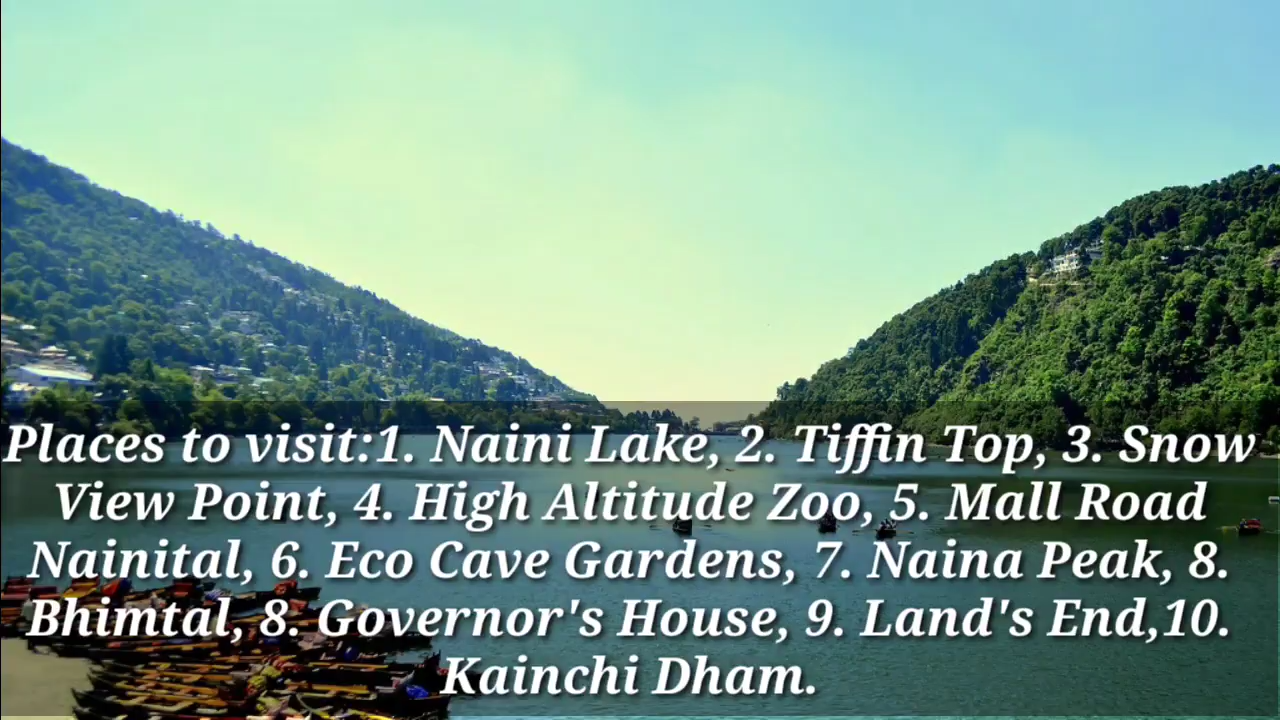 Places to visit:1. Naini Lake, 2. Tiffin Top, 3. Snow
View Point, 4. High Altitude Zoo, 5. Mall Road
Nainital, 6. Eco Cave Gardens, 7. Naina Peak, 8.
Bhimtal, 8. Governor's House, 9. Land's End,10.
Kainchi Dham.